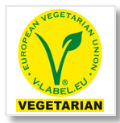 EUROPEAN VEGETARIAN UNION
• V-LABEL.EU •
VEGETARIAN